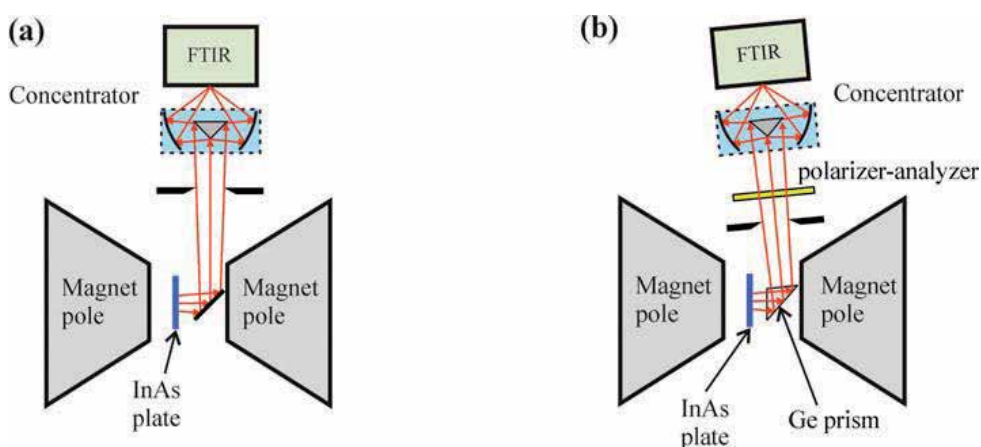 (a)
FTIR
Concentrator
Magnet
pole
Magnet
pole
InAs
plate
(b)
FTIR
Concentrator
polarizer-analyzer
Magnet
pole
Magnet
pole
InAs
plate
Ge prism